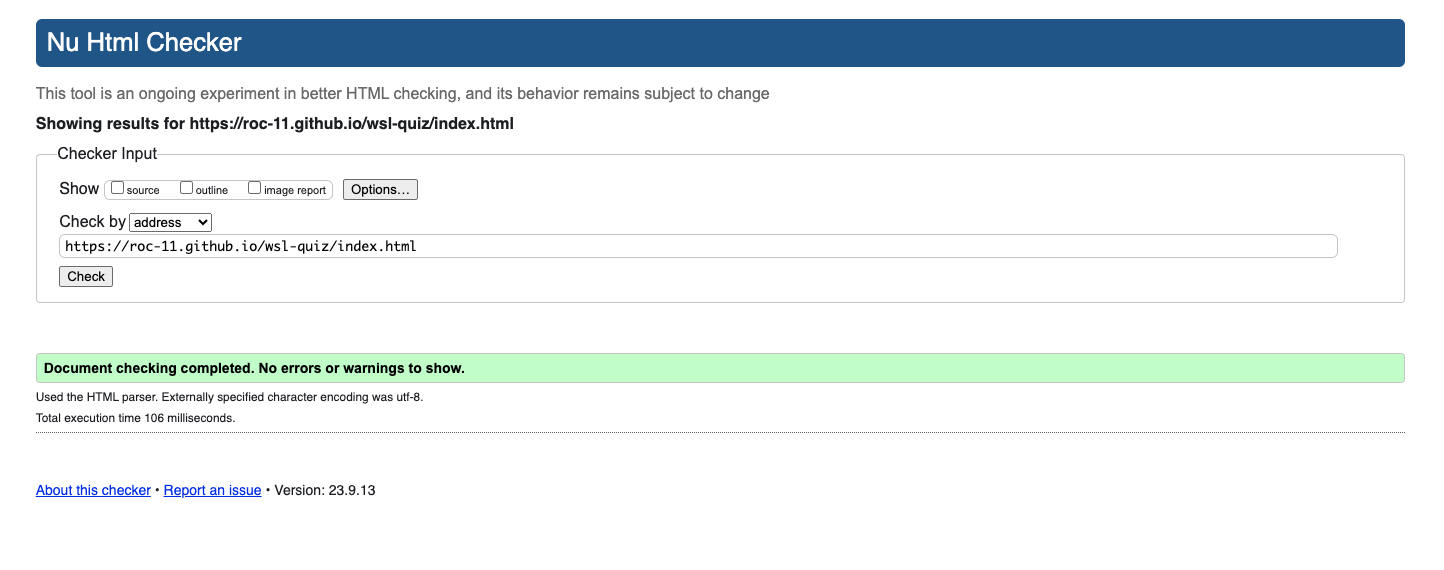 Nu Html Checker
This tool is an ongoing experiment in better HTML checking, and its behavior remains subject to change
Showing results for https://roc-11.github.io/wsl-quiz/index.html
Checker Input
Show source outline image report Options...
Check by address
https://roc-11.github.io/wsl-quiz/index.html
Check
Document checking completed. No errors or warnings to show.
Used the HTML parser. Externally specified character encoding was utf-8.
Total execution time 106 milliseconds.
About this checker • Report an issue • Version: 23.9.13